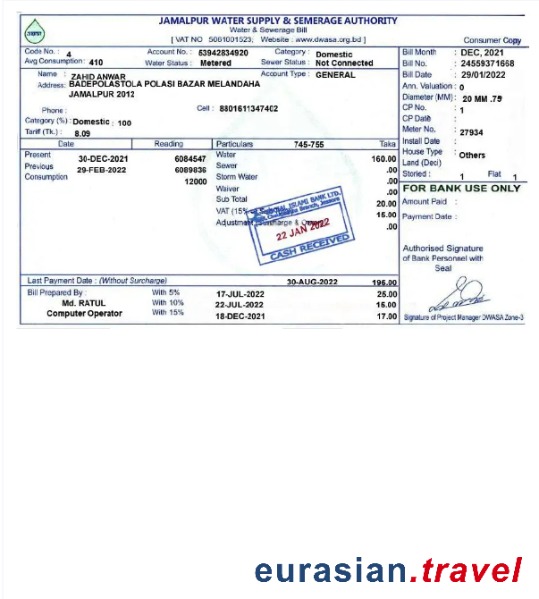 JAMALPUR WATER SUPPLY & SEMERAGE AUTHORITY
Water & Sewerage Bill
[ VAT NO 5061001523; Website : www.dwasa.org.bd ]
Consumer Copy
Code No. : 4 Account No. : 53942834920 Category : Domestic
Avg Consumption : 410 Water Status : Metered Sewer Status : Not Connected
Name : ZAHID ANWAR Account Type : GENERAL
Address: BADEPOLASTOLA POLASI BAZAR MELANDAHA
JAMALPUR 2012
Phone : Cell : 8801611347402
Category (%) : Domestic : 100
Tariff (Tk.) : 8.09
Date Reading Particulars 745-755 Taka
Present 30-DEC-2021 6084547 Water 160.00
Previous 29-FEB-2022 6089836 Sewer .00
Consumption 12000 Storm Water .00
Waiver .00
Sub Total 20.00
VAT (15% 15.00
Adjustment .00
ISLAMI BANK LTD.
22 JAN 2022
CASH RECEIVED
Last Payment Date : (Without Surcharge) 30-AUG-2022 195.00
Bill Prepared By : With 5% 17-JUL-2022 25.00
Md. RATUL With 10% 22-JUL-2022 15.00
Computer Operator With 15% 18-DEC-2021 17.00
Bill Month : DEC, 2021
Bill No. : 24559371668
Bill Date : 29/01/2022
Ann. Valuation : 0
Diameter (MM) : 20 MM .75
CP No. : 1
CP Date :
Meter No. : 27934
Install Date :
House Type : Others
Land (Deci) :
Storied : 1 Flat 1
FOR BANK USE ONLY
Amount Paid :
Payment Date :
Authorised Signature
of Bank Personnel with
Seal
Signature of Project Manager DWASA Zone-3
eurasian.travel